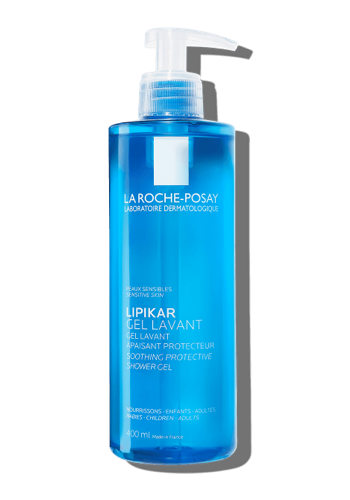 LA ROCHE-POSAY
LABORATOIRE DERMATOLOGIQUE
PEAUX SENSIBLES
SENSITIVE SKIN
LIPIKAR
GEL LAVANT
GEL LAVANT
APAISANT PROTECTEUR
SOOTHING PROTECTIVE
SHOWER GEL
NOURRISSONS - ENFANTS - ADULTES
BABIES - CHILDREN - ADULTS
400 ml Made in France